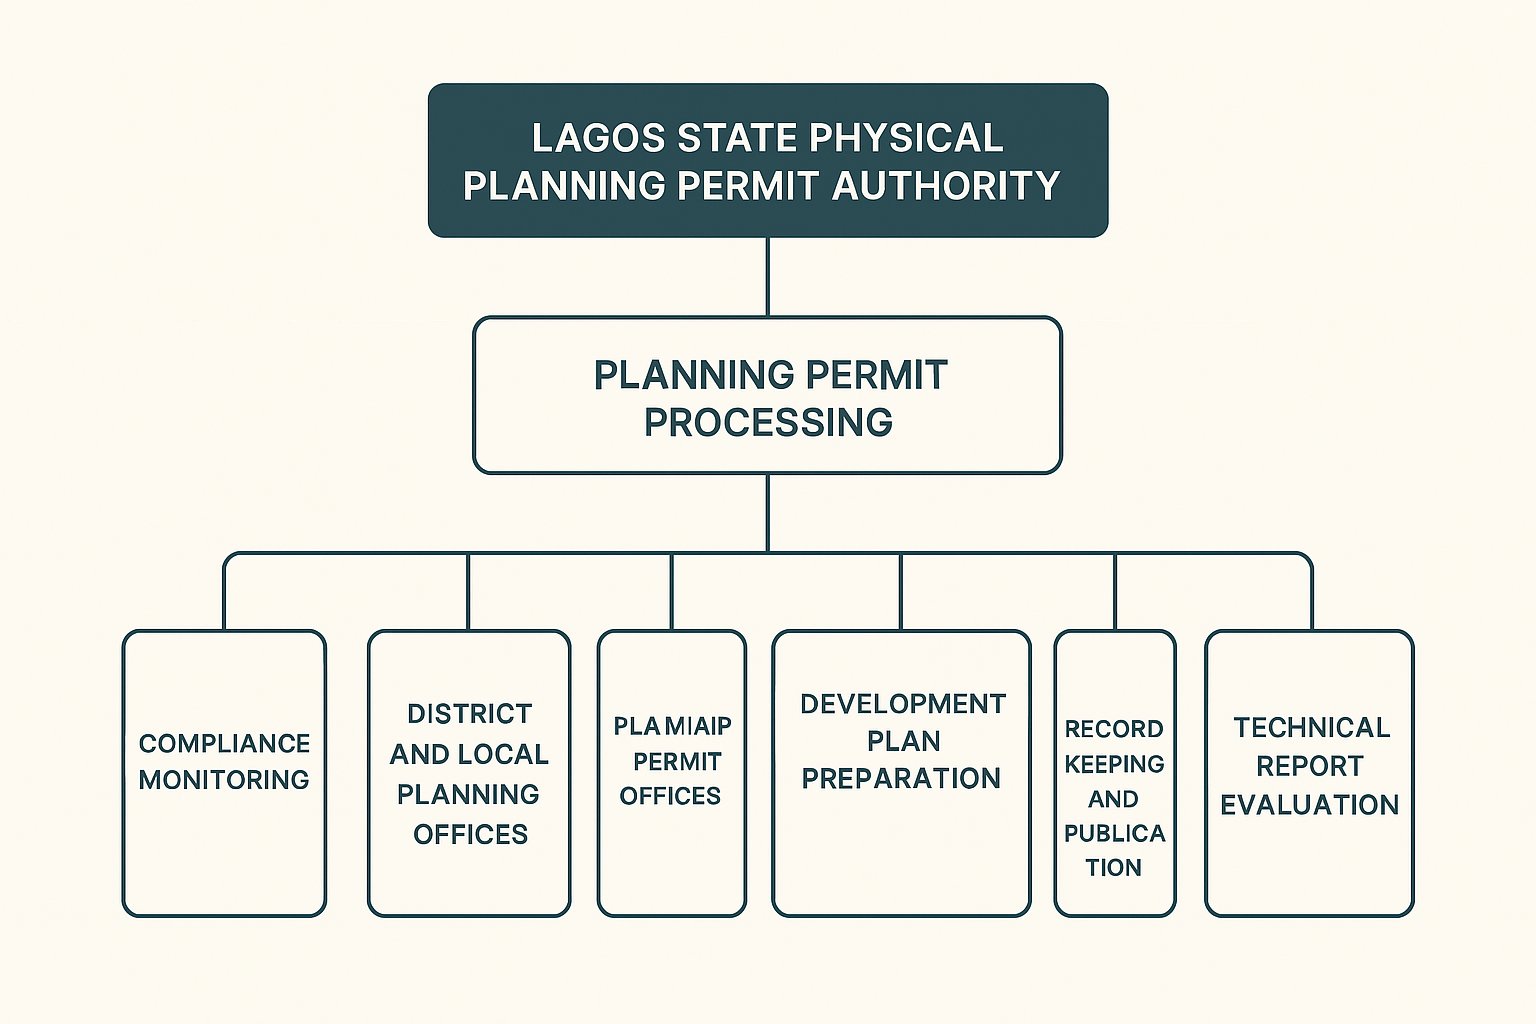 LAGOS STATE PHYSICAL
PLANNING PERMIT AUTHORITY
PLANNING PERMIT
PROCESSING
COMPLIANCE
MONITORING
DISTRICT
AND LOCAL
PLANNING
OFFICES
PLAMIAIP
PERMIT
OFFICES
DEVELOPMENT
PLAN
PREPARATION
RECORD
KEEPING
AND
PUBLICA
TION
TECHNICAL
REPORT
EVALUATION